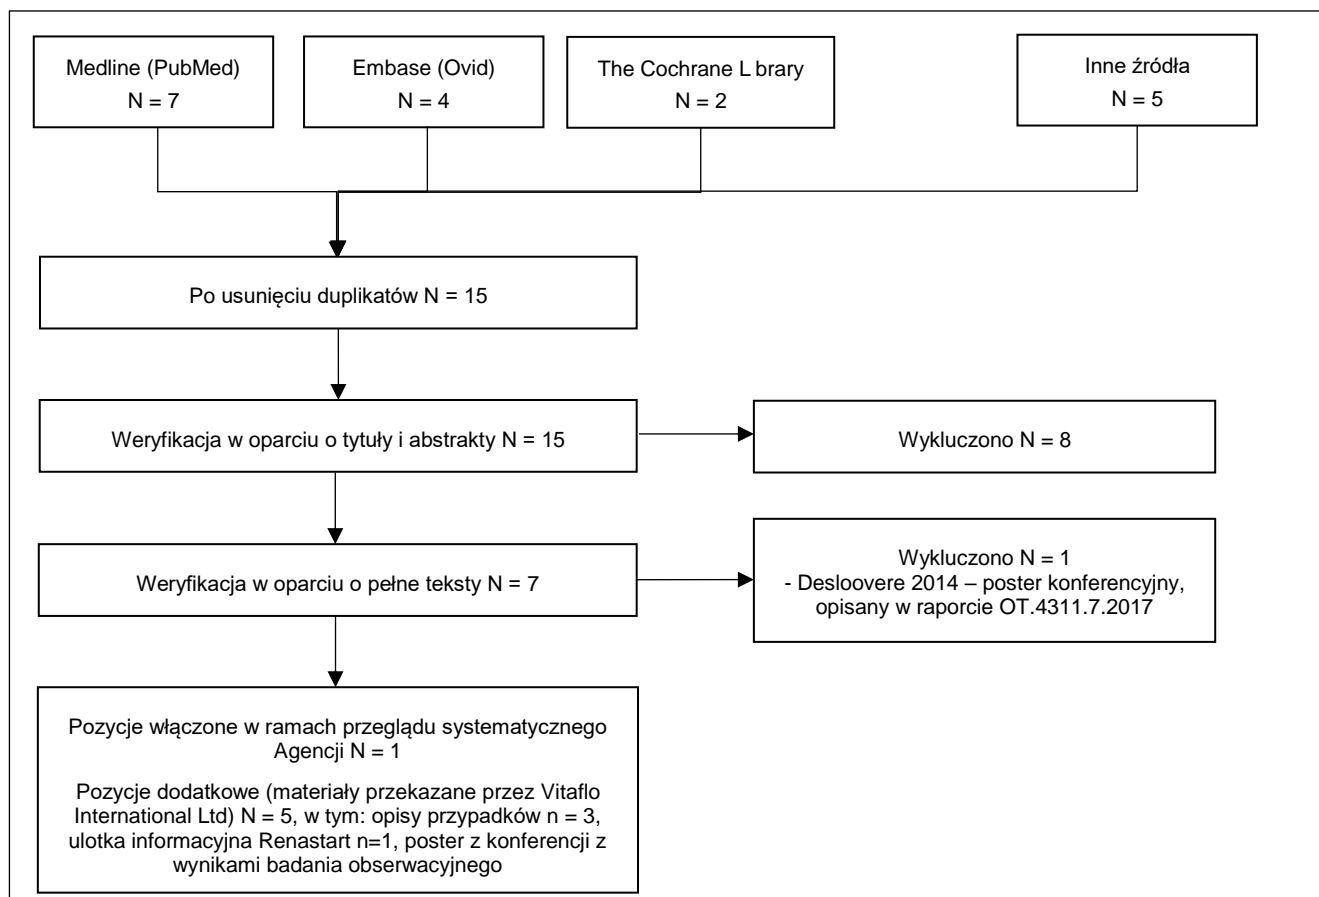 Medline (PubMed)
N = 7
Embase (Ovid)
N = 4
The Cochrane L brary
N = 2
Inne źródła
N = 5
Po usunięciu duplikatów N = 15
Weryfikacja w oparciu o tytuły i abstrakty N = 15
Wykluczono N = 8
Weryfikacja w oparciu o pełne teksty N = 7
Wykluczono N = 1
- Desloovere 2014 – poster konferencyjny,
opisany w raporcie OT.4311.7.2017
Pozycje włączone w ramach przeglądu systematycznego
Agencji N = 1
Pozycje dodatkowe (materiały przekazane przez Vitaflo
International Ltd) N = 5, w tym: opisy przypadków n = 3,
ulotka informacyjna Renastart n=1, poster z konferencji z
wynikami badania obserwacyjnego